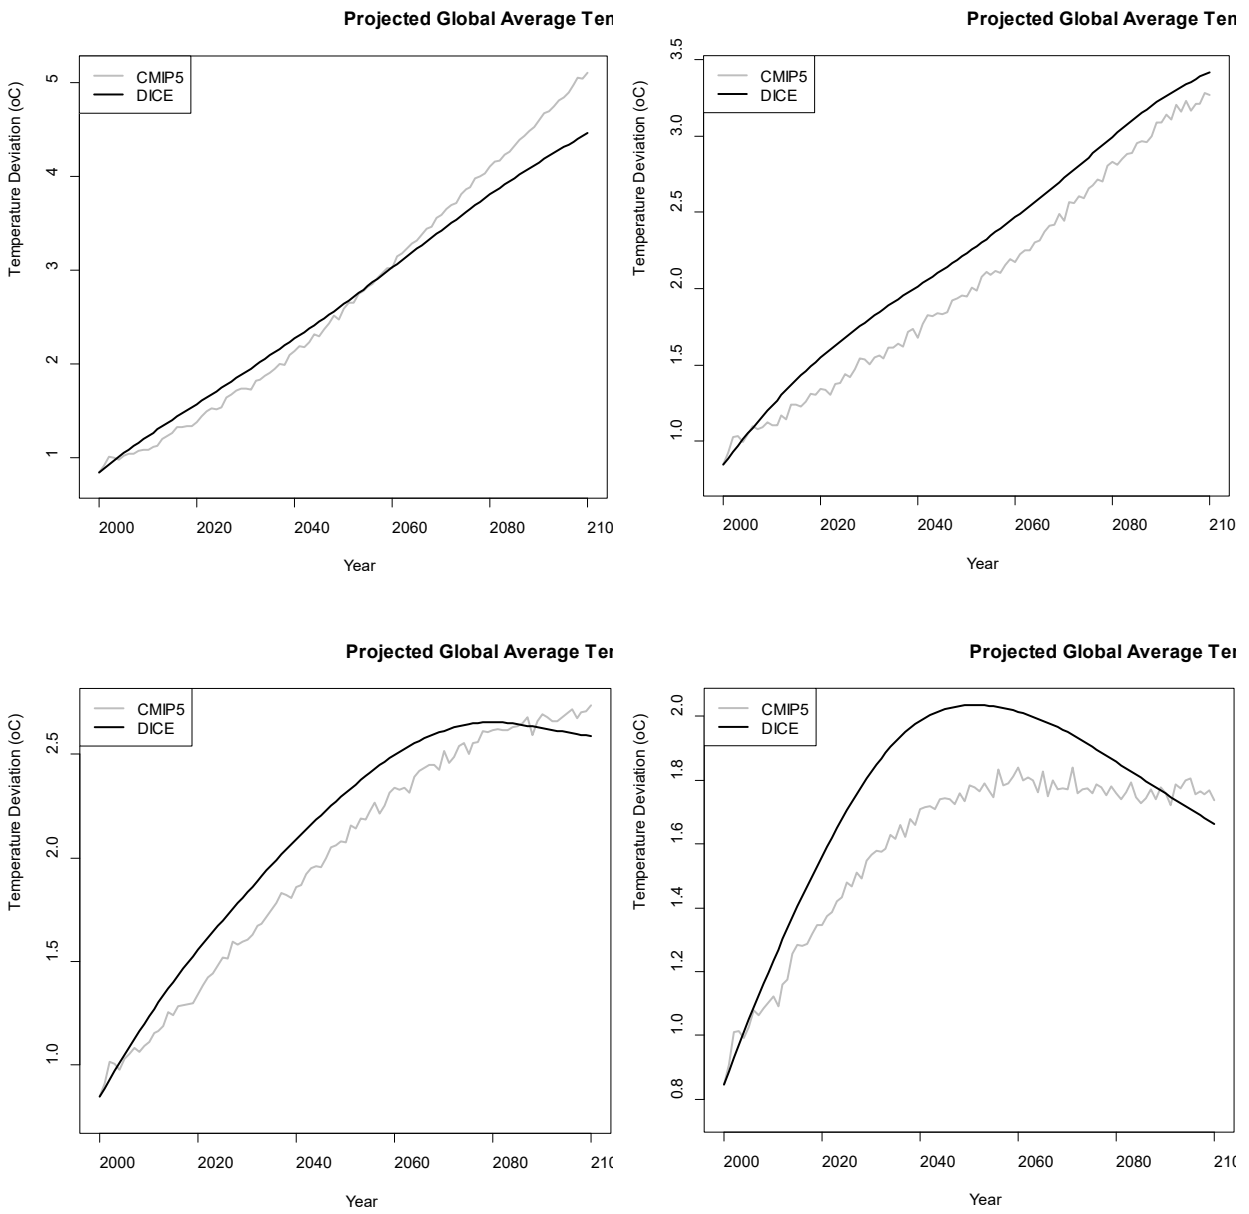 Projected Global Average Ten
CMIP5
DICE
Temperature Deviation (oC)
5
4
3
2
1
2000 2020 2040 2060 2080 210
Year
Projected Global Average Ten
CMIP5
DICE
Temperature Deviation (oC)
3.5
3.0
2.5
2.0
1.5
1.0
2000 2020 2040 2060 2080 210
Year
Projected Global Average Ter
CMIP5
DICE
Temperature Deviation (oC)
2.5
2.0
1.5
1.0
2000 2020 2040 2060 2080 210
Year
Projected Global Average Ter
CMIP5
DICE
Temperature Deviation (oC)
2.0
1.8
1.6
1.4
1.2
1.0
0.8
2000 2020 2040 2060 2080 210
Year